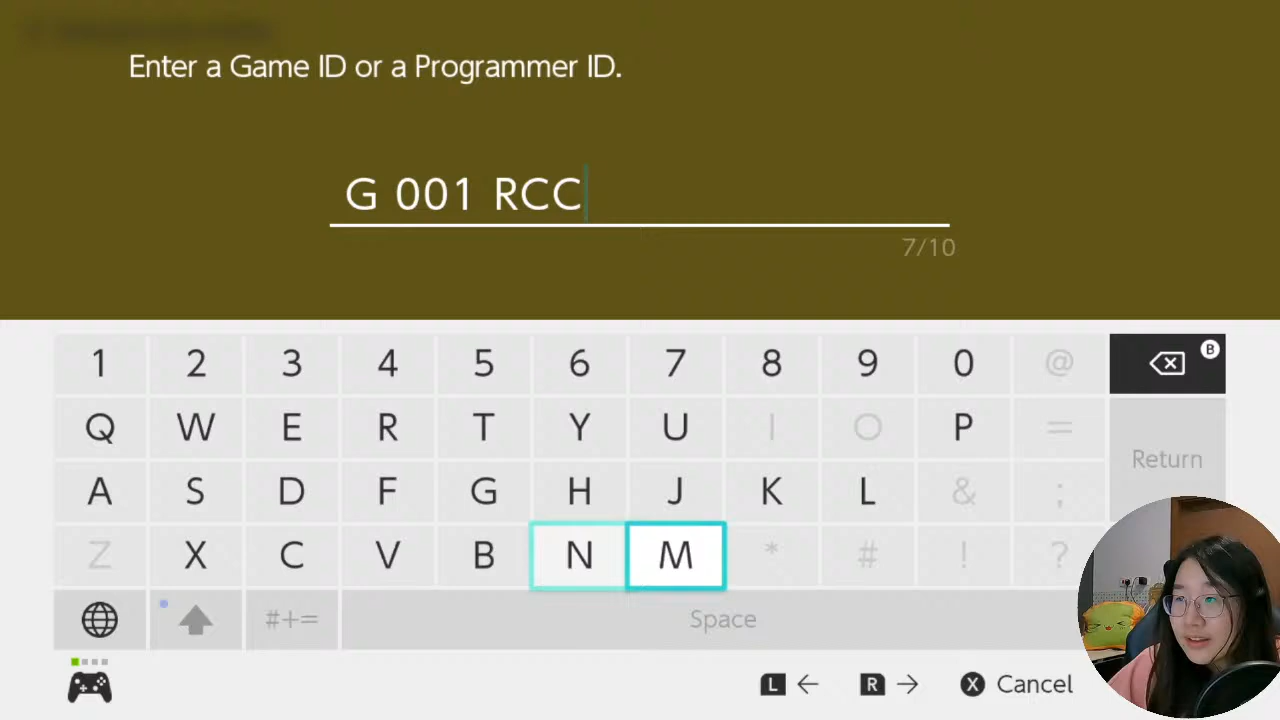 Enter a Game ID or a Programmer ID.
G 001 RCC
7/10
1 2 3 4 5 6 7 8 9 0 @
B
Q W E R T Y U I O P =
Return
A S D F G H J K L & ;
Z X C V B N M * # ! ?
#+= Space
L ← R → X Cancel